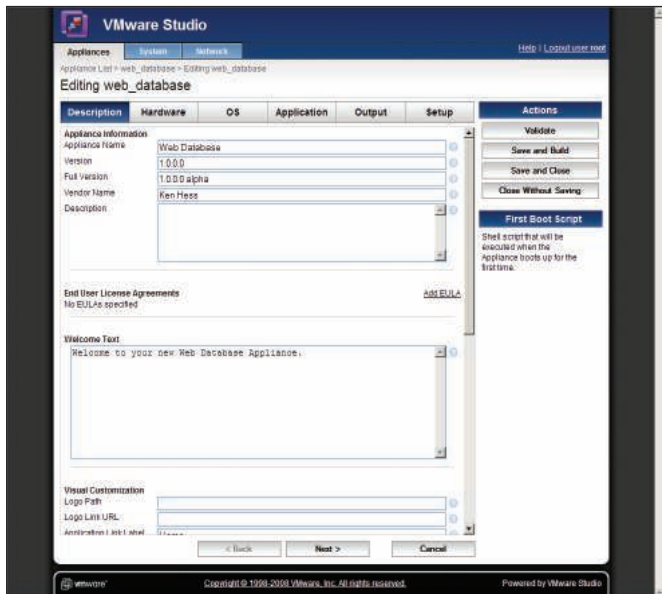 VMware Studio
Appliances System Network
Help | Logout user root
Appliance List > web_database > Editing web_database
Editing web_database
Description Hardware OS Application Output Setup
Actions
Validate
Save and Build
Save and Close
Close Without Saving
First Boot Script
Shell script that will be
executed when the
Appliance boots up for the
first time.
Appliance Information
Appliance Name Web Database
Version 1.0.0.0
Full Version 1.0.0.0 alpha
Vendor Name Ken Hess
Description
End User License Agreements Add EULA
No EULAs specified
Welcome Text
Welcome to your new Web Database Appliance.
Visual Customization
Logo Path
Logo Link URL
Application Link Label Home
< Back Next > Cancel
vmware Copyright © 1998-2008 VMware, Inc. All rights reserved. Powered by VMware Studio